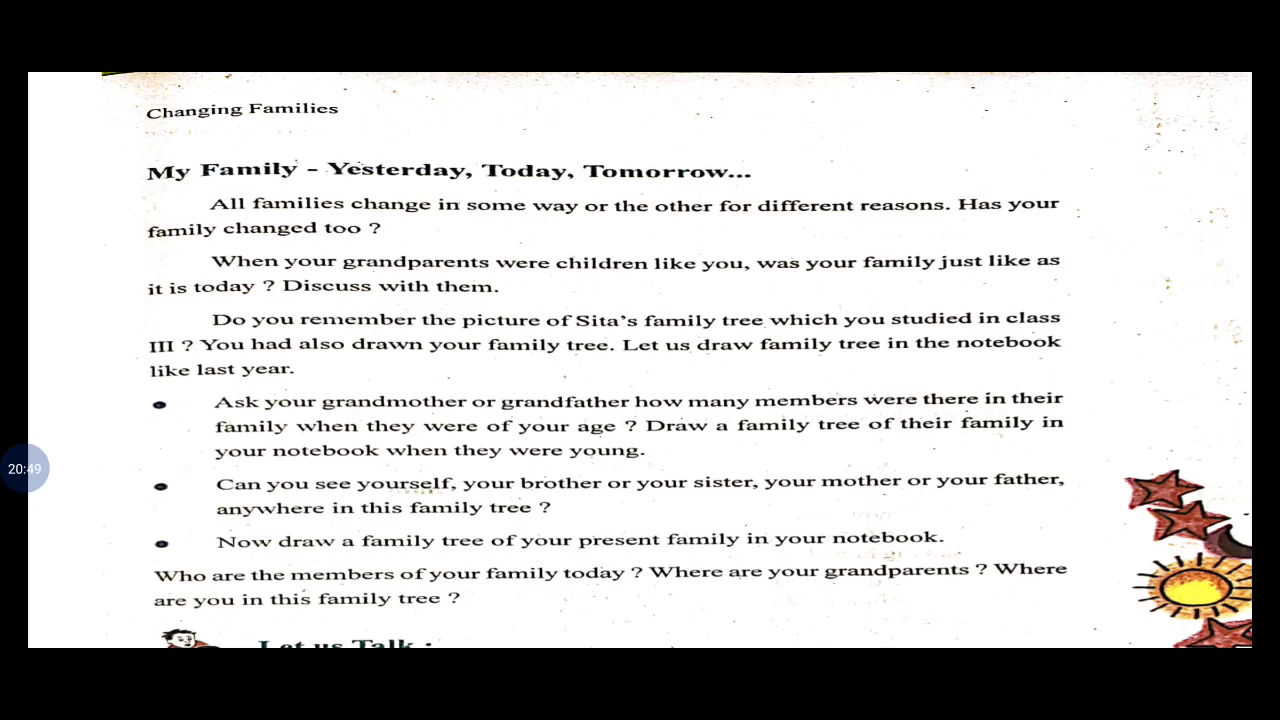 Changing Families
My Family - Yesterday, Today, Tomorrow...
All families change in some way or the other for different reasons. Has your
family changed too ?
When your grandparents were children like you, was your family just like as
it is today ? Discuss with them.
Do you remember the picture of Sita's family tree which you studied in class
III ? You had also drawn your family tree. Let us draw family tree in the notebook
like last year.
• Ask your grandmother or grandfather how many members were there in their
family when they were of your age ? Draw a family tree of their family in
your notebook when they were young.
20:49
• Can you see yourself, your brother or your sister, your mother or your father,
anywhere in this family tree ?
• Now draw a family tree of your present family in your notebook.
Who are the members of your family today ? Where are your grandparents ? Where
are you in this family tree ?
Let us Talk :